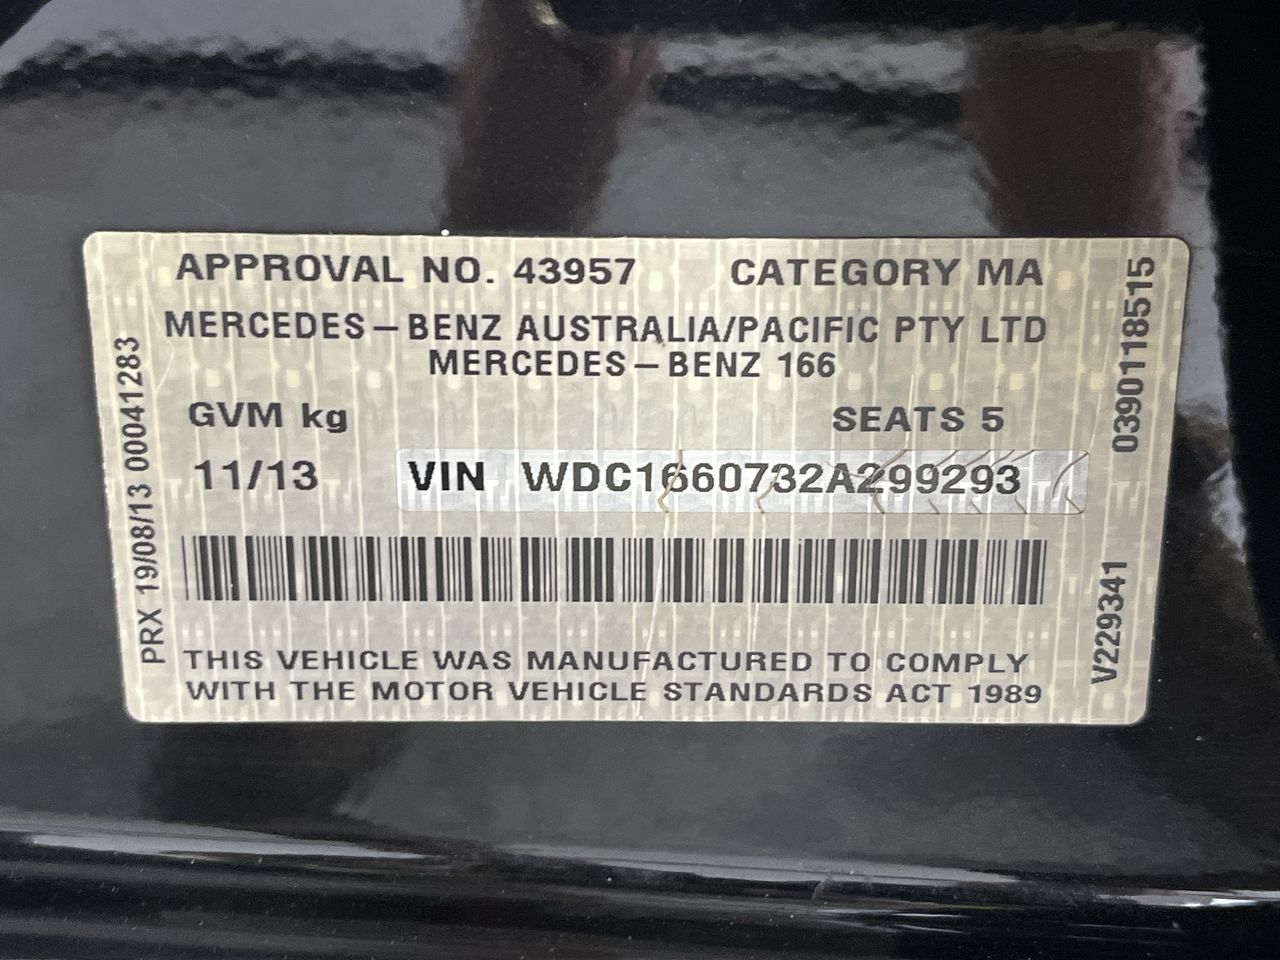 APPROVAL NO. 43957 CATEGORY MA
MERCEDES-BENZ AUSTRALIA/PACIFIC PTY LTD
MERCEDES-BENZ 166
GVM kg SEATS 5
11/13 VIN WDC1660732A299293
THIS VEHICLE WAS MANUFACTURED TO COMPLY
WITH THE MOTOR VEHICLE STANDARDS ACT 1989
PRX 19/08/13 00041283
V229341 0390118515